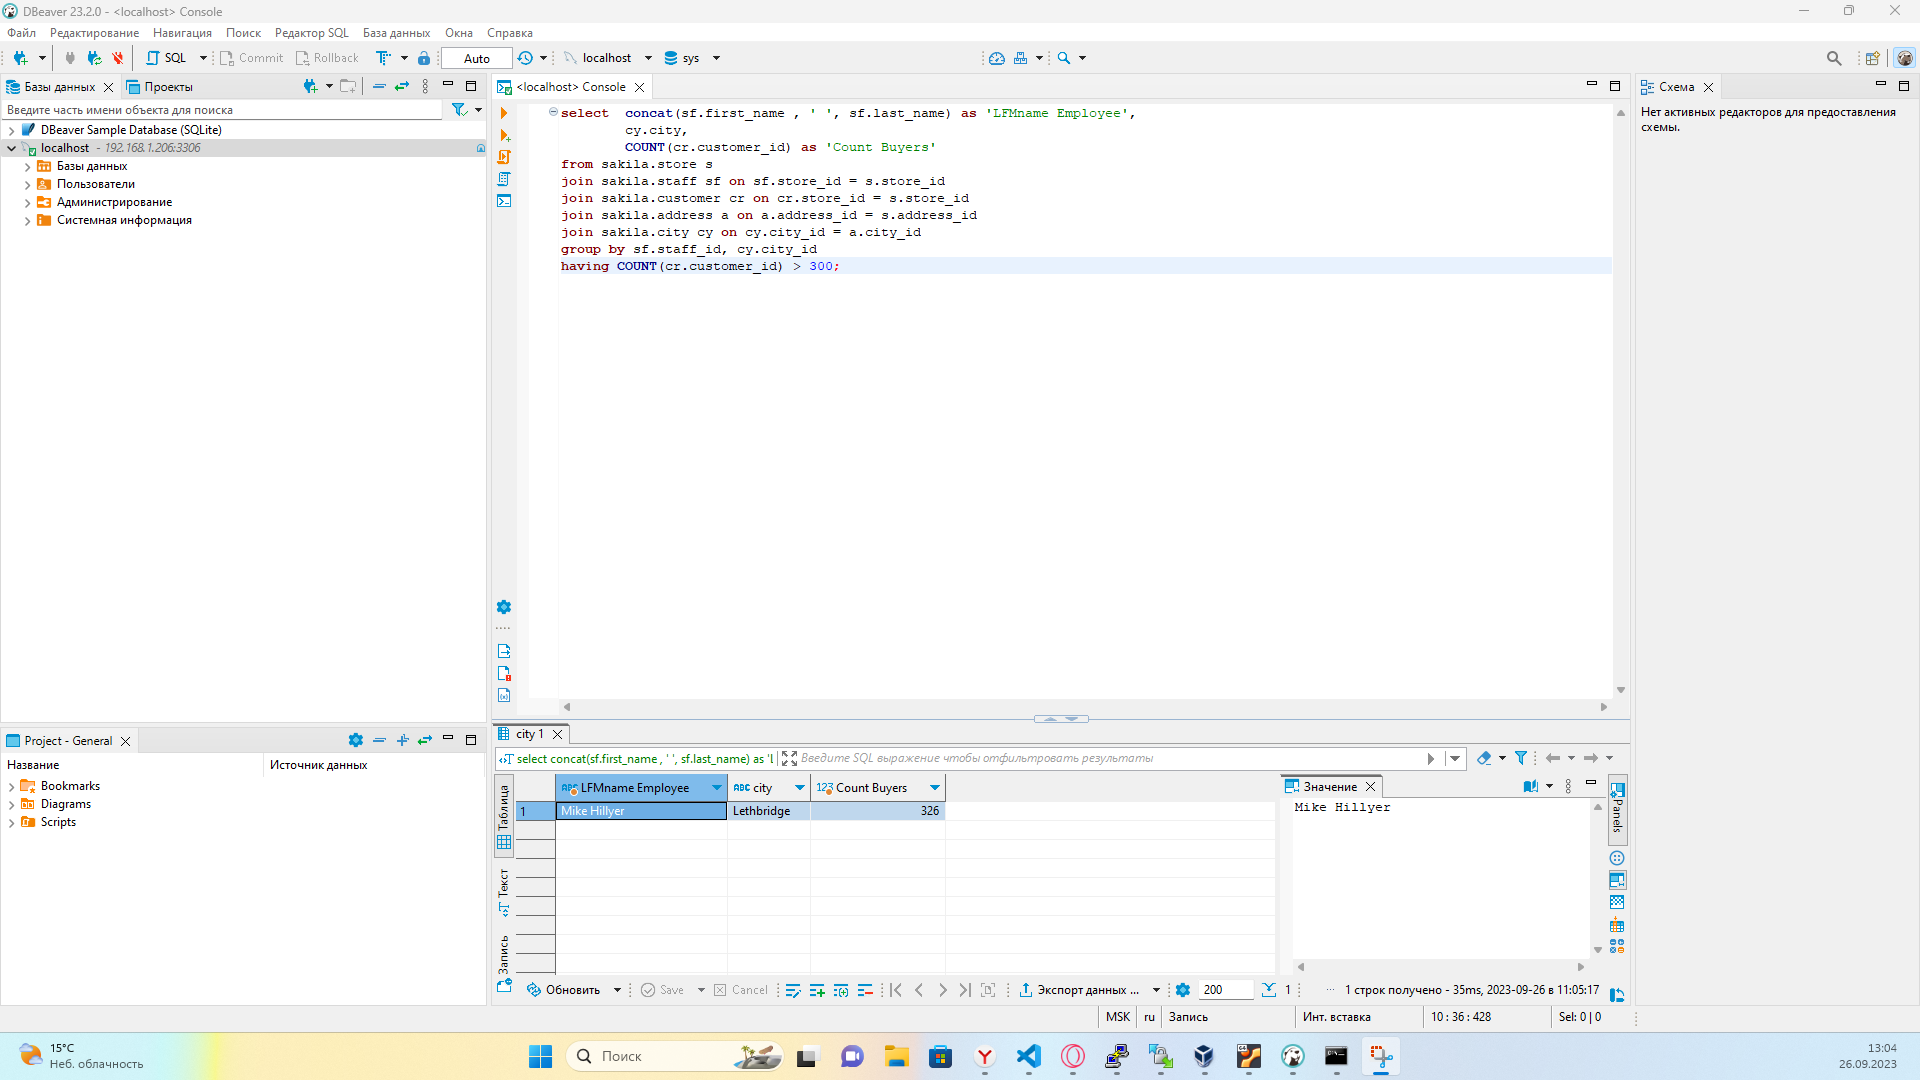 DBeaver 23.2.0 - <localhost> Console
Файл Редактирование Навигация Поиск Редактор SQL База данных Окна Справка
SQL Commit Rollback Auto localhost sys
Базы данных Проекты
Введите часть имени объекта для поиска
DBeaver Sample Database (SQLite)
localhost - 192.168.1.206:3306
Базы данных
Пользователи
Администрирование
Системная информация
<localhost> Console
select concat(sf.first_name , ' ', sf.last_name) as 'LFMname Employee',
cy.city,
COUNT(cr.customer_id) as 'Count Buyers'
from sakila.store s
join sakila.staff sf on sf.store_id = s.store_id
join sakila.customer cr on cr.store_id = s.store_id
join sakila.address a on a.address_id = s.address_id
join sakila.city cy on cy.city_id = a.city_id
group by sf.staff_id, cy.city_id
having COUNT(cr.customer_id) > 300;
Схема
Нет активных редакторов для предоставления
схемы.
Project - General
Название Источник данных
Bookmarks
Diagrams
Scripts
city 1
select concat(sf.first_name , ' ', sf.last_name) as 'L Введите SQL выражение чтобы отфильтровать результаты
Таблица
Текст
Запись
LFMname Employee city Count Buyers
1 Mike Hillyer Lethbridge 326
Значение
Mike Hillyer
Panels
Обновить Save Cancel Экспорт данных ... 200 1 ... 1 строк получено - 35ms, 2023-09-26 в 11:05:17
MSK ru Запись Инт. вставка 10 : 36 : 428 Sel: 0 | 0
15°C
Неб. облачность
Поиск
13:04
26.09.2023